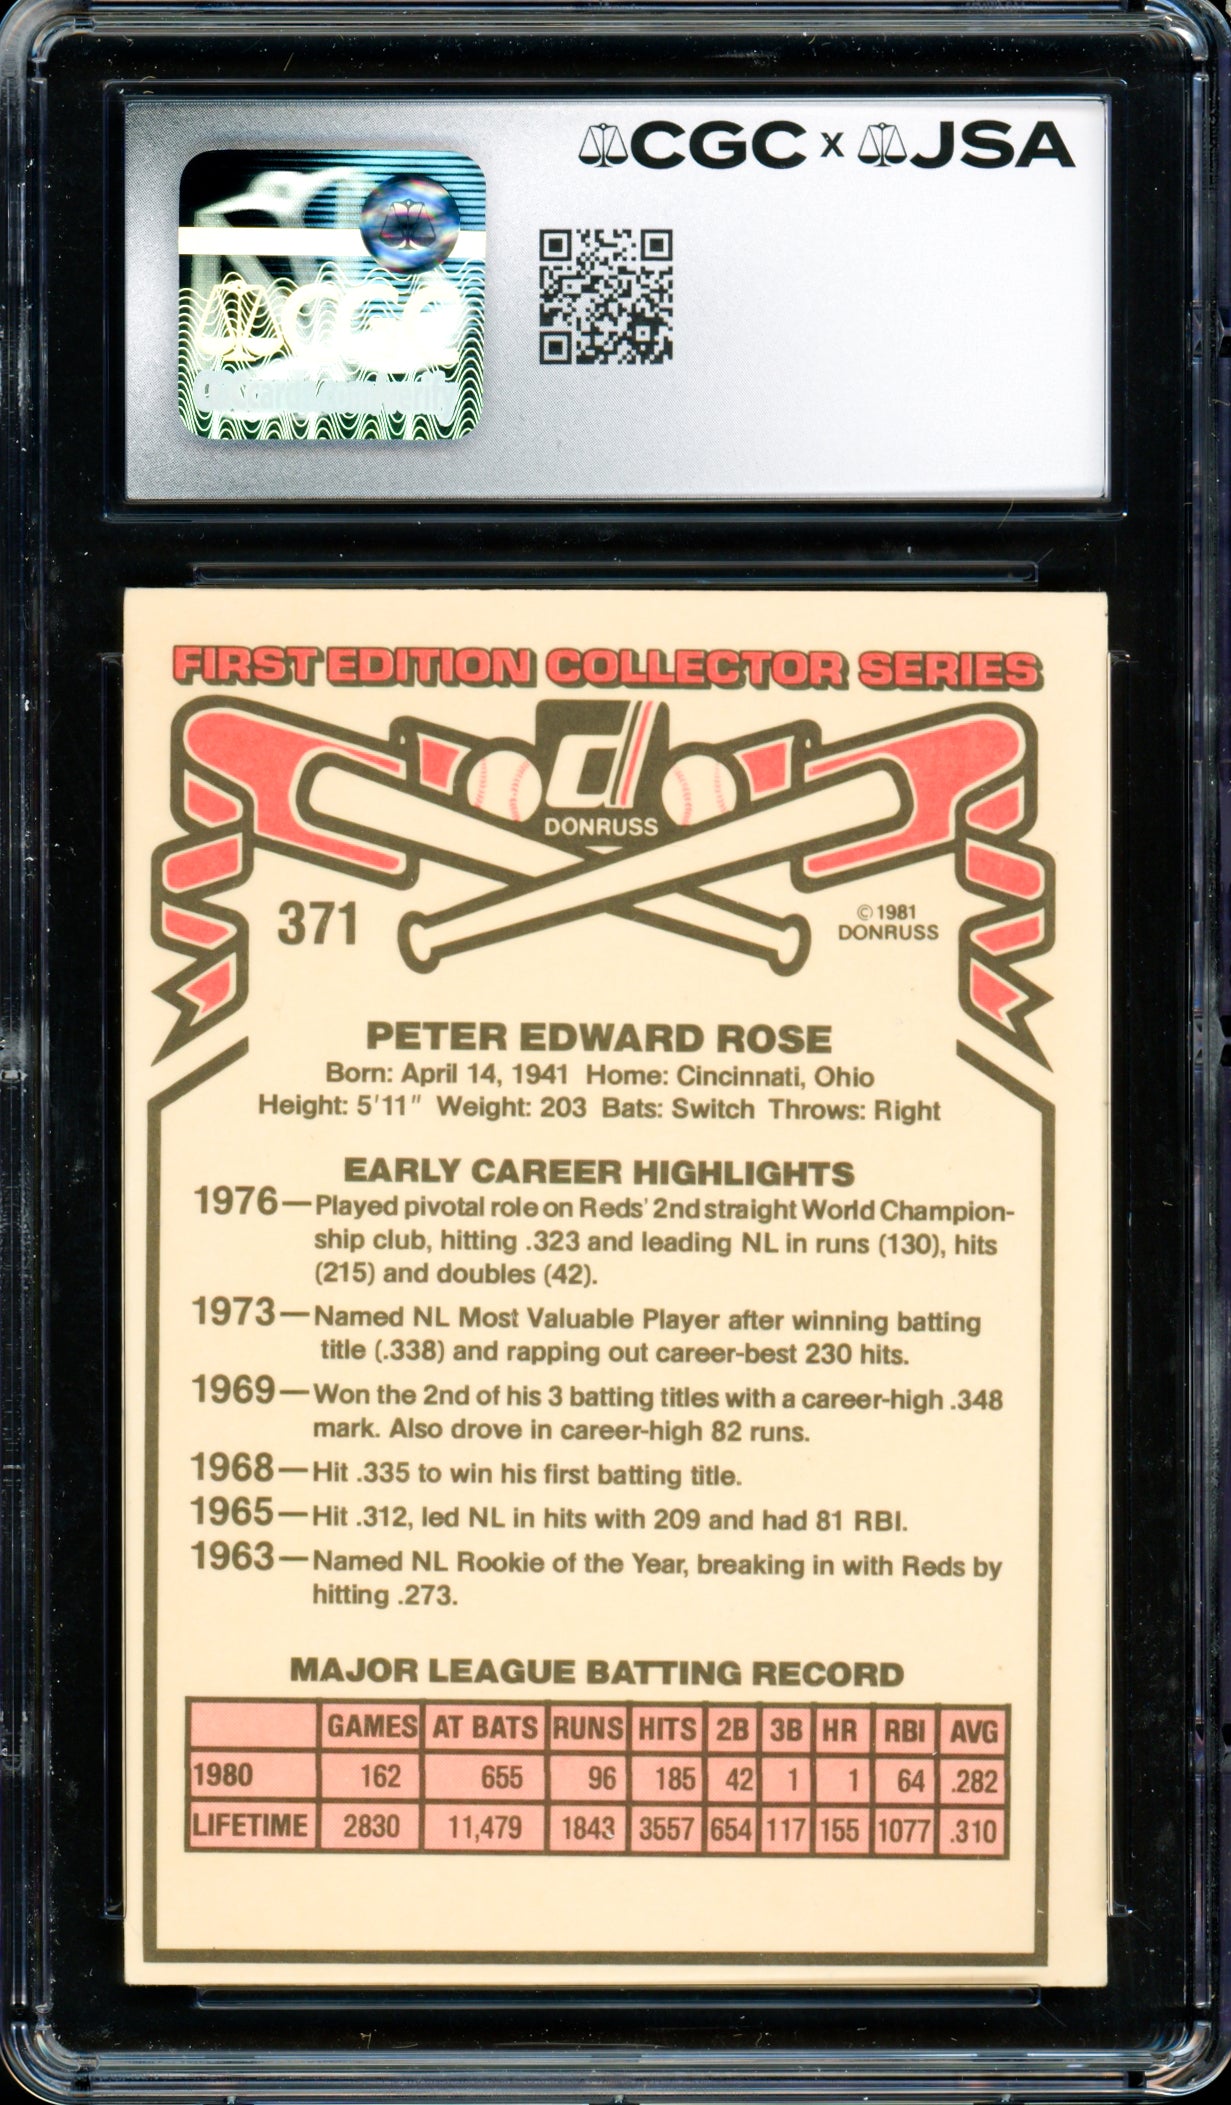 CGC x JSA
CGC
FIRST EDITION COLLECTOR SERIES
d
DONRUSS
371
© 1981
DONRUSS
PETER EDWARD ROSE
Born: April 14, 1941 Home: Cincinnati, Ohio
Height: 5'11" Weight: 203 Bats: Switch Throws: Right
EARLY CAREER HIGHLIGHTS
1976—Played pivotal role on Reds' 2nd straight World Champion-
ship club, hitting .323 and leading NL in runs (130), hits
(215) and doubles (42).
1973—Named NL Most Valuable Player after winning batting
title (.338) and rapping out career-best 230 hits.
1969—Won the 2nd of his 3 batting titles with a career-high .348
mark. Also drove in career-high 82 runs.
1968—Hit .335 to win his first batting title.
1965—Hit .312, led NL in hits with 209 and had 81 RBI.
1963—Named NL Rookie of the Year, breaking in with Reds by
hitting .273.
MAJOR LEAGUE BATTING RECORD
GAMES AT BATS RUNS HITS 2B 3B HR RBI AVG
1980 162 655 96 185 42 1 1 64 .282
LIFETIME 2830 11,479 1843 3557 654 117 155 1077 .310